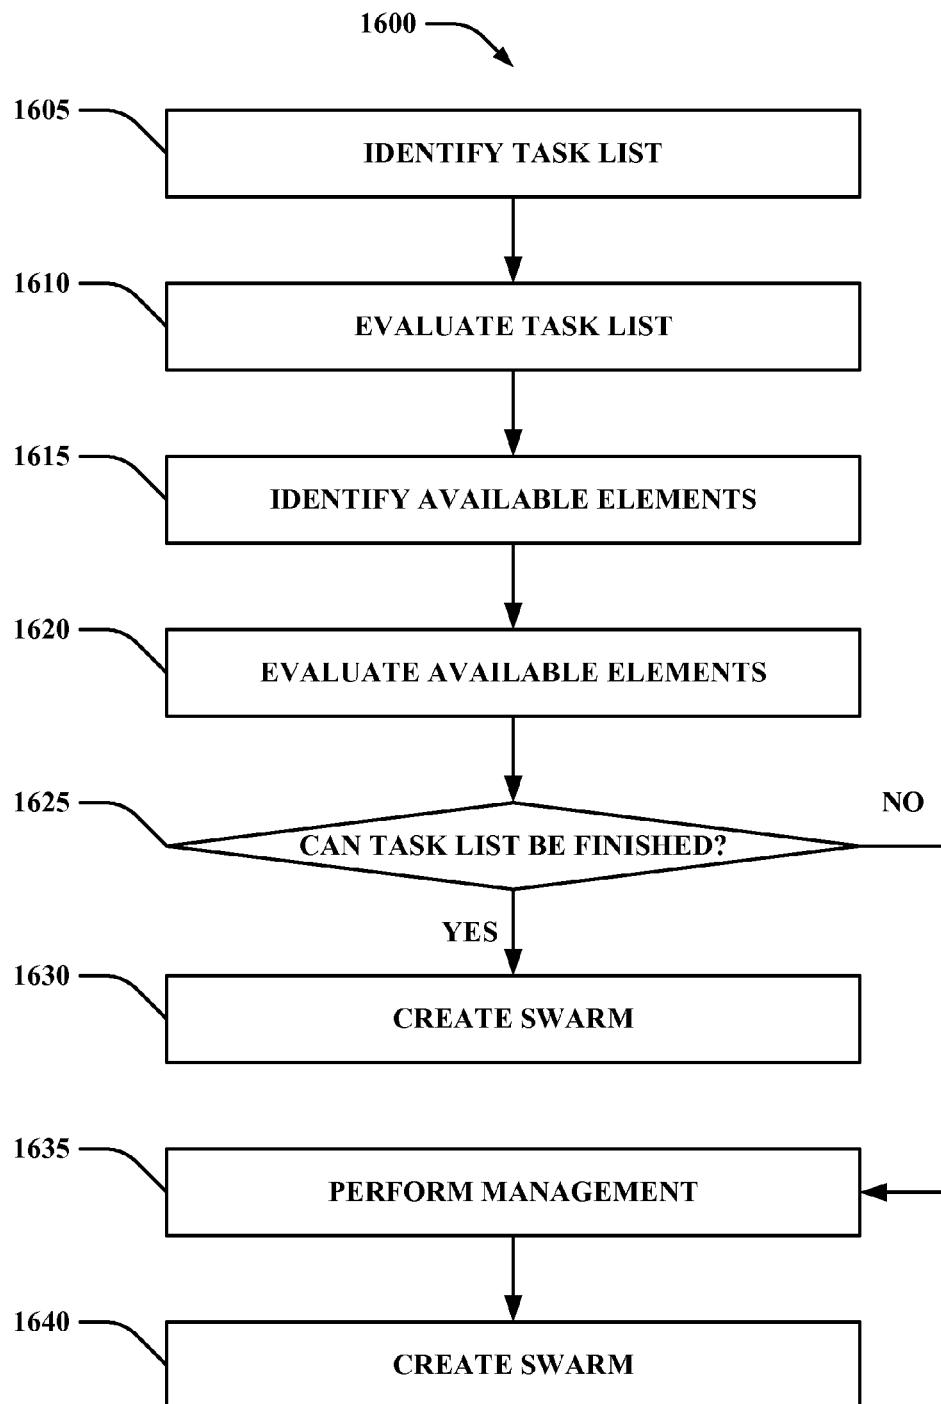 1600
1605
IDENTIFY TASK LIST
1610
EVALUATE TASK LIST
1615
IDENTIFY AVAILABLE ELEMENTS
1620
EVALUATE AVAILABLE ELEMENTS
1625
NO
CAN TASK LIST BE FINISHED?
YES
1630
CREATE SWARM
1635
PERFORM MANAGEMENT
1640
CREATE SWARM